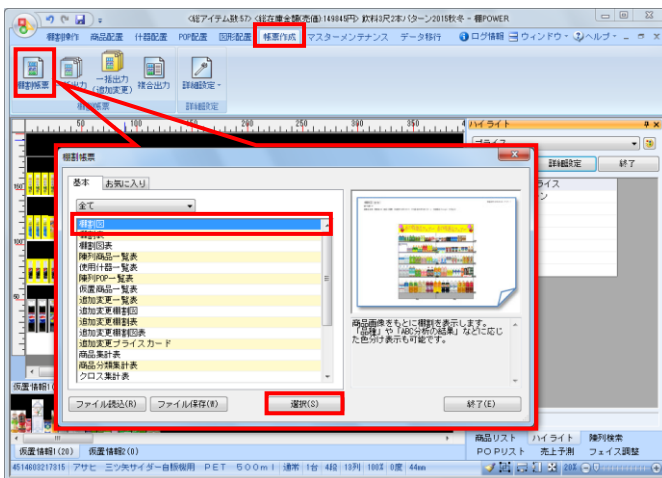 <総アイテム数:57> <総在庫金額(売価):149845円> 飲料3尺2本パターン2015秋冬 - 棚POWER
棚割操作 商品配置 什器配置 POP配置 図形配置 帳票作成 マスターメンテナンス データ移行 ログ情報 ウィンドウ ヘルプ
棚割帳票 一括出力(追加変更) 複合出力 詳細設定
棚割帳票 詳細設定
50 100 250 300 350
ハイライト
プライス
詳細設定 終了
棚割帳票
基本 お気に入り
全て
棚割図
棚割表
棚割図表
陳列商品一覧表
使用什器一覧表
陳列POP一覧表
仮置商品一覧表
追加変更一覧表
追加変更棚割図
追加変更棚割表
追加変更棚割図表
追加変更プライスカード
商品集計表
商品分類集計表
クロス集計表
商品画像をもとに棚割を表示します。
「品種」や「ABC分析の結果」などに応じ
た色分け表示も可能です。
ファイル読込(R) ファイル保存(W) 選択(S) 終了(E)
商品リスト ハイライト 陳列検索
仮置情報1(20) 仮置情報2(0) POPリスト 売上予測 フェイス調整
4514603217315 アサヒ 三ツ矢サイダー自販機用 PET 500ml 通常 1台 4段 13列 100% 0度 44mm 20%